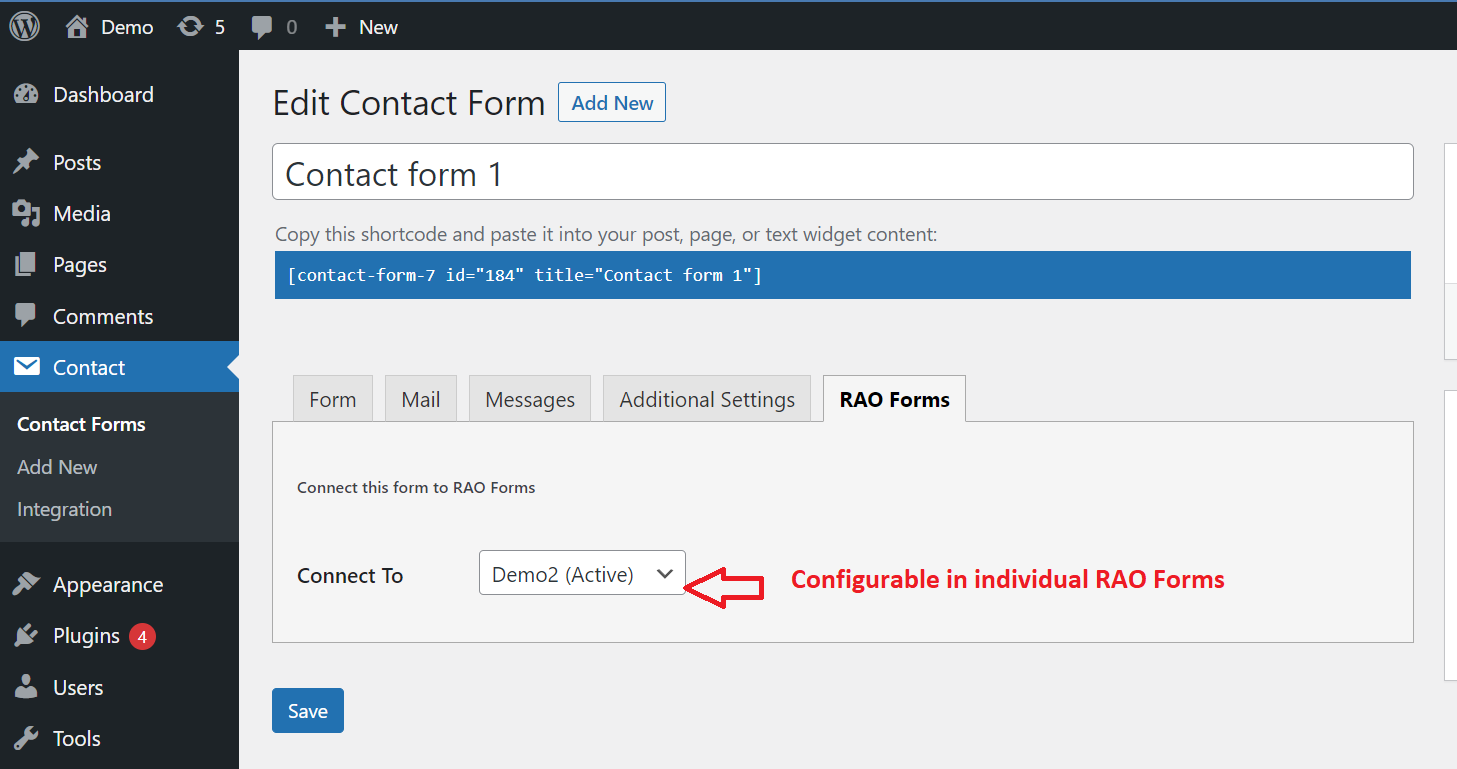 Demo 5 0 New
Dashboard
Posts
Media
Pages
Comments
Contact
Contact Forms
Add New
Integration
Appearance
Plugins 4
Users
Tools
Edit Contact Form Add New
Contact form 1
Copy this shortcode and paste it into your post, page, or text widget content:
[contact-form-7 id="184" title="Contact form 1"]
Form Mail Messages Additional Settings RAO Forms
Connect this form to RAO Forms
Connect To Demo2 (Active) Configurable in individual RAO Forms
Save